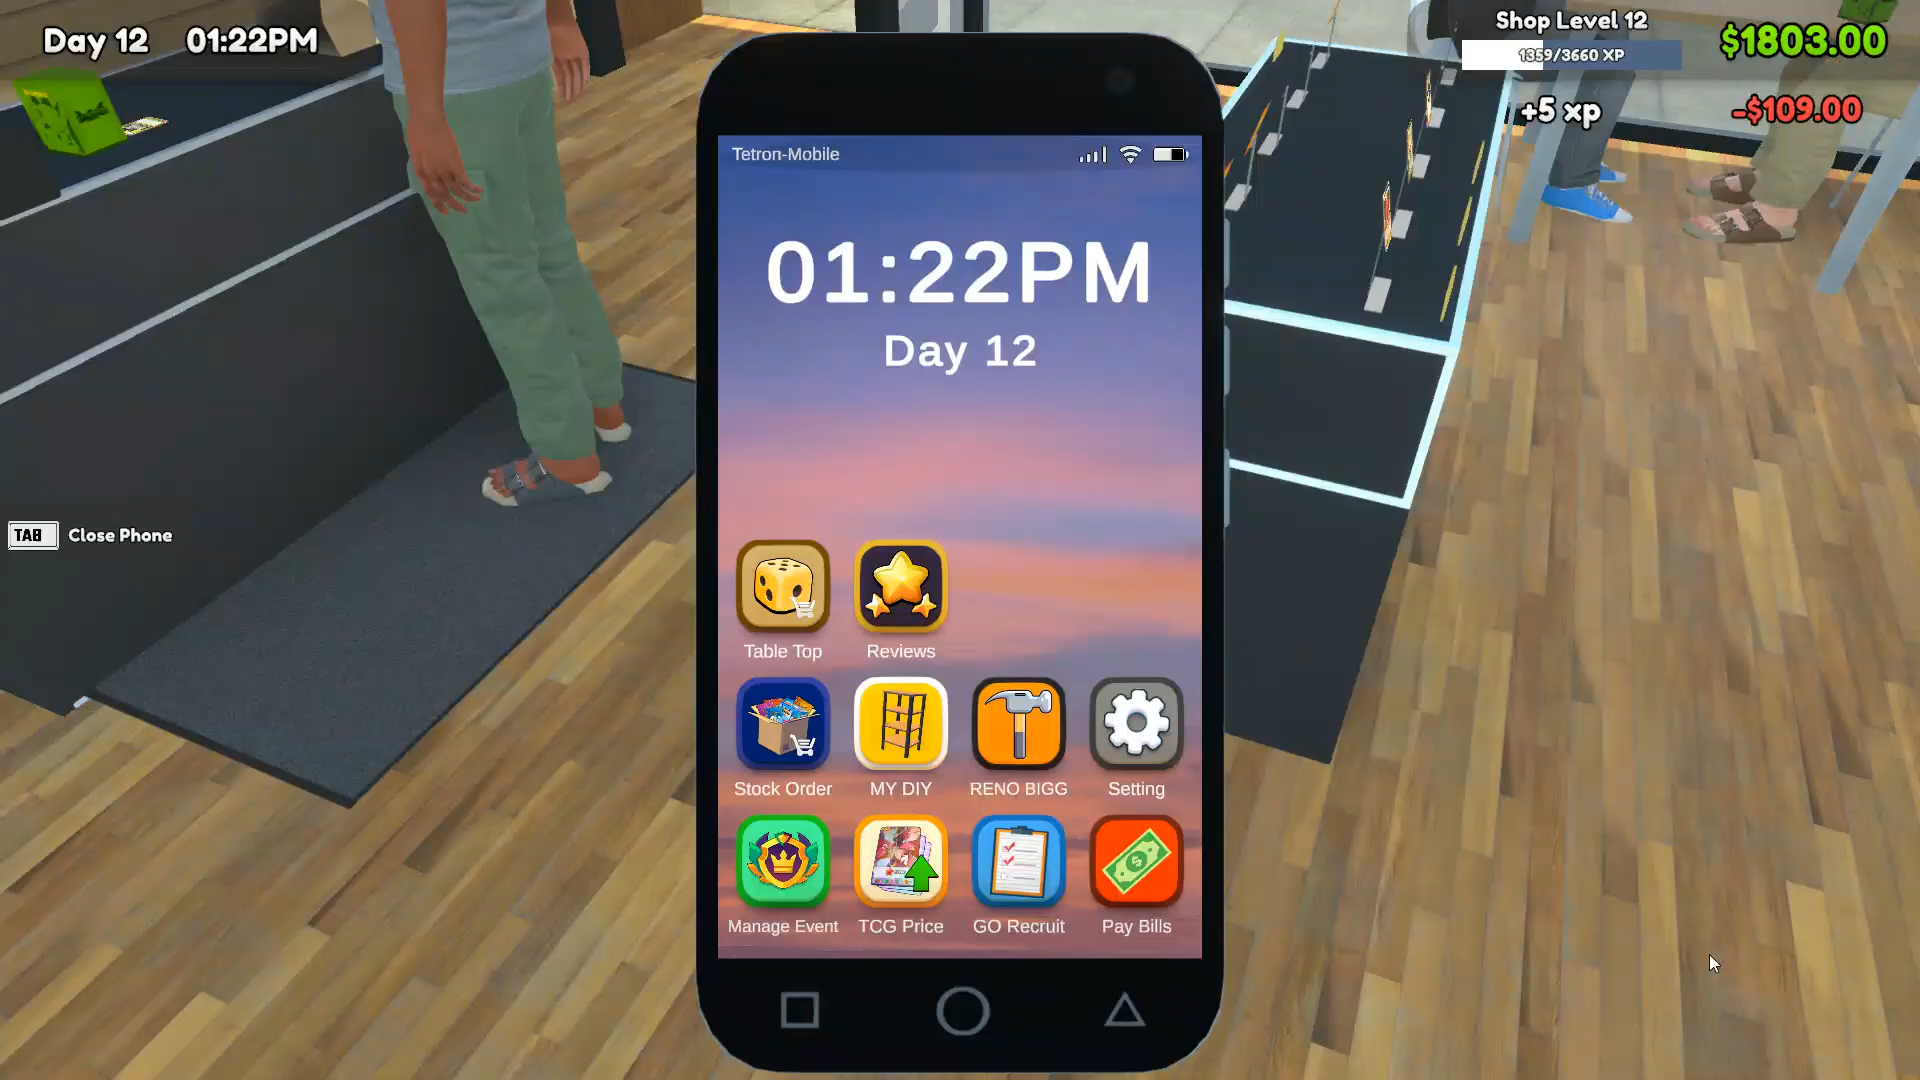 Day 12 01:22PM
Shop Level 12
1359/3660 XP
$1803.00
+5 xp
-$109.00
Tetron-Mobile
01:22PM
Day 12
TAB Close Phone
Table Top
Reviews
Stock Order
MY DIY
RENO BIGG
Setting
Manage Event
TCG Price
GO Recruit
Pay Bills